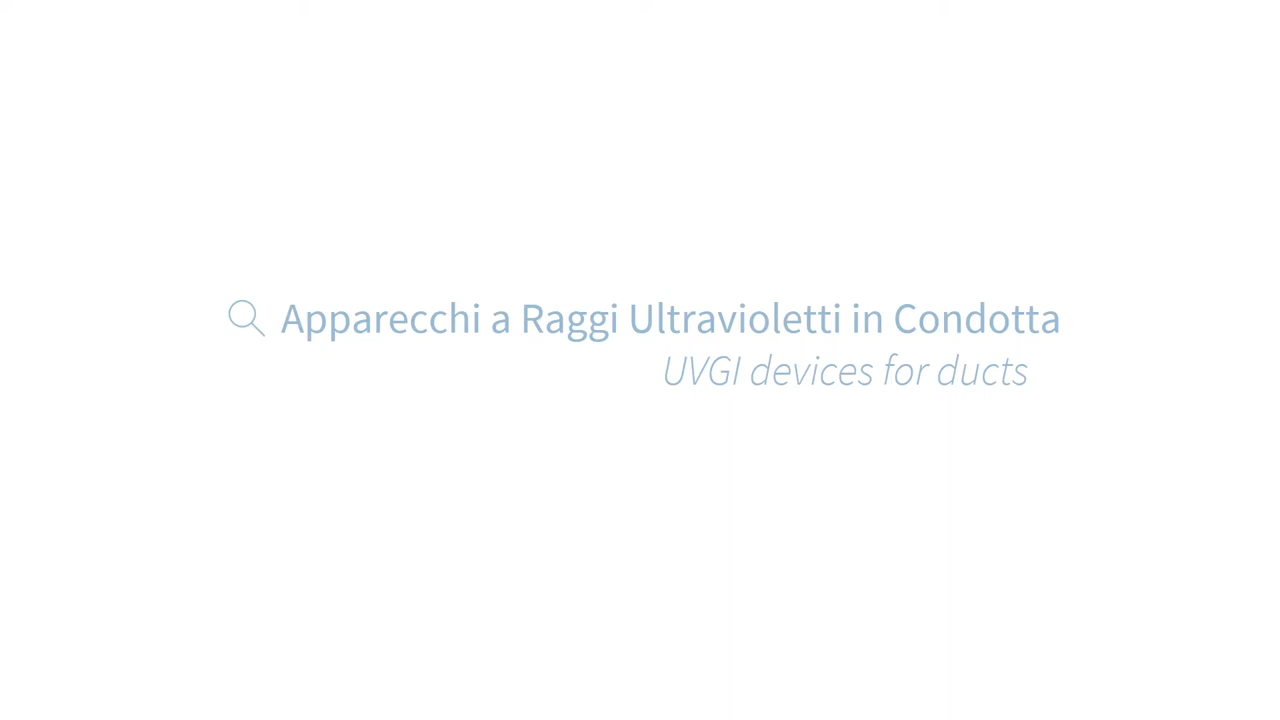 Apparecchi a Raggi Ultravioletti in Condotta
UVGI devices for ducts